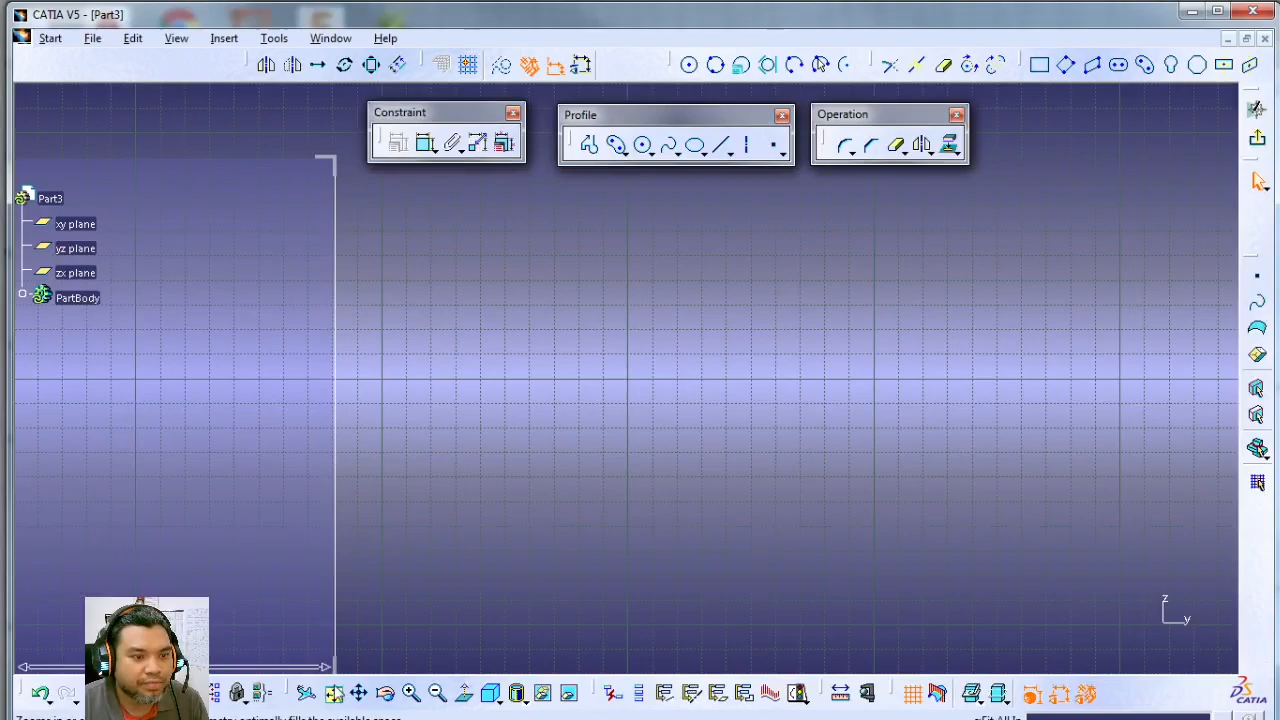 CATIA V5 - [Part3]
Start File Edit View Insert Tools Window Help
Constraint Profile Operation
Part3
xy plane
yz plane
zx plane
PartBody
z
y
CATIA